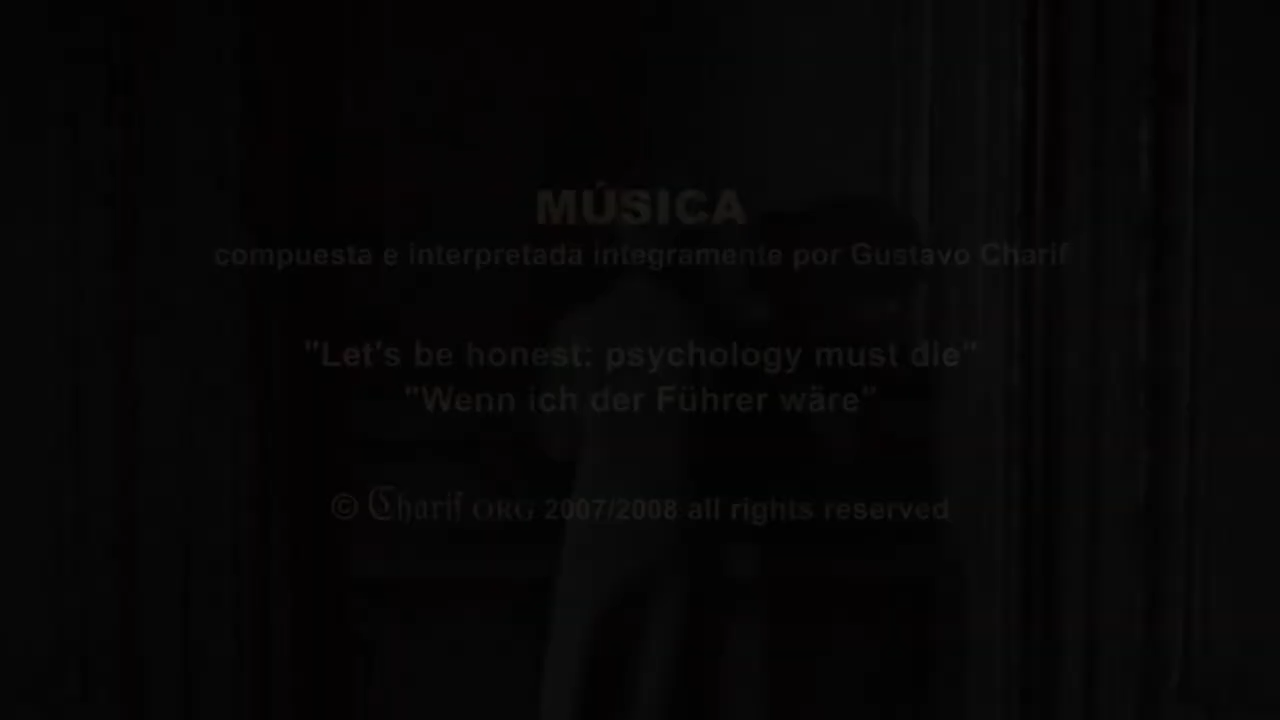 MÚSICA
compuesta e interpretada integramente por Gustavo Charif
"Let's be honest: psychology must die"
"Wenn ich der Führer wäre"
© Charif ORG 2007/2008 all rights reserved